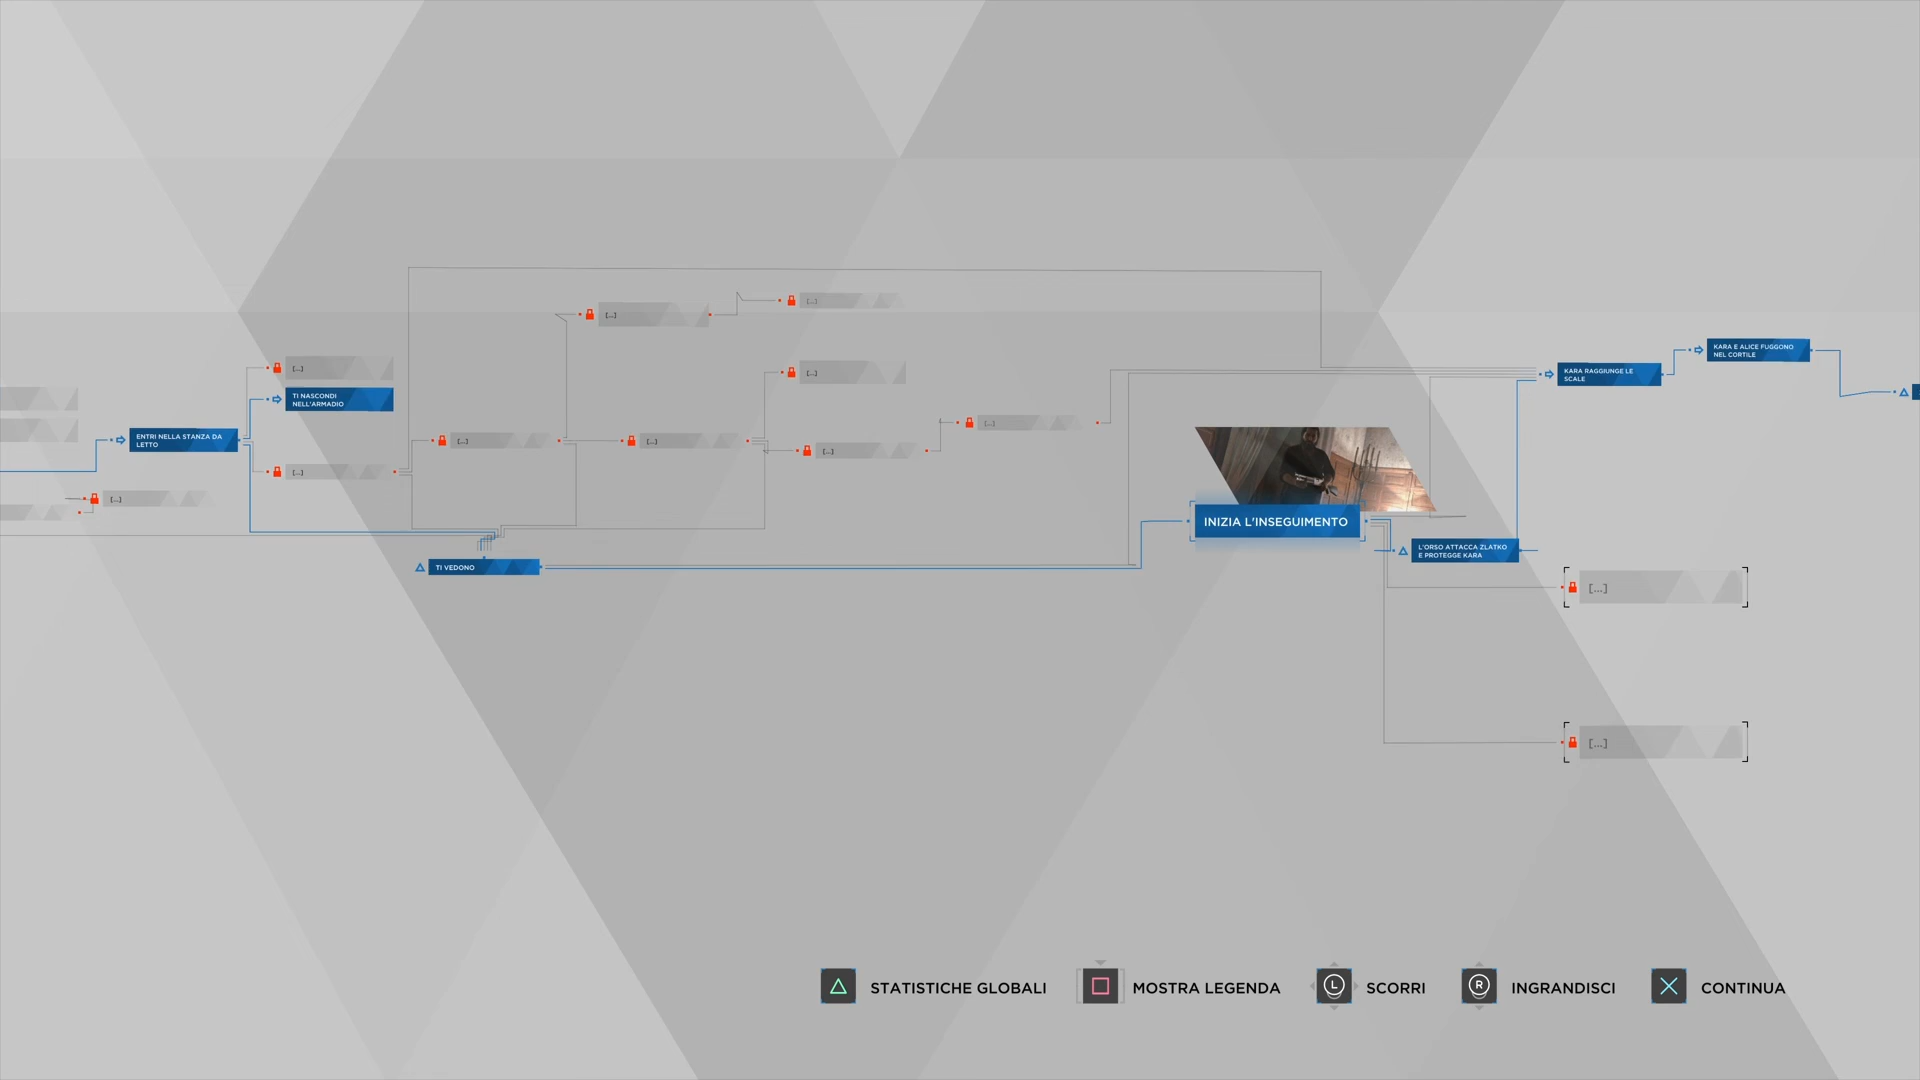 [...]
[...]
KARA E ALICE FUGGONO
NEL CORTILE
[...]
TI NASCONDI
NELL'ARMADIO
[...]
KARA RAGGIUNGE LE
SCALE
ENTRI NELLA STANZA DA
LETTO
[...]
[...]
[...]
[...]
[...]
[...]
INIZIA L'INSEGUIMENTO
L'ORSO ATTACCA ZLATKO
E PROTEGGE KARA
TI VEDONO
[...]
[...]
STATISTICHE GLOBALI
MOSTRA LEGENDA
L
SCORRI
R
INGRANDISCI
CONTINUA